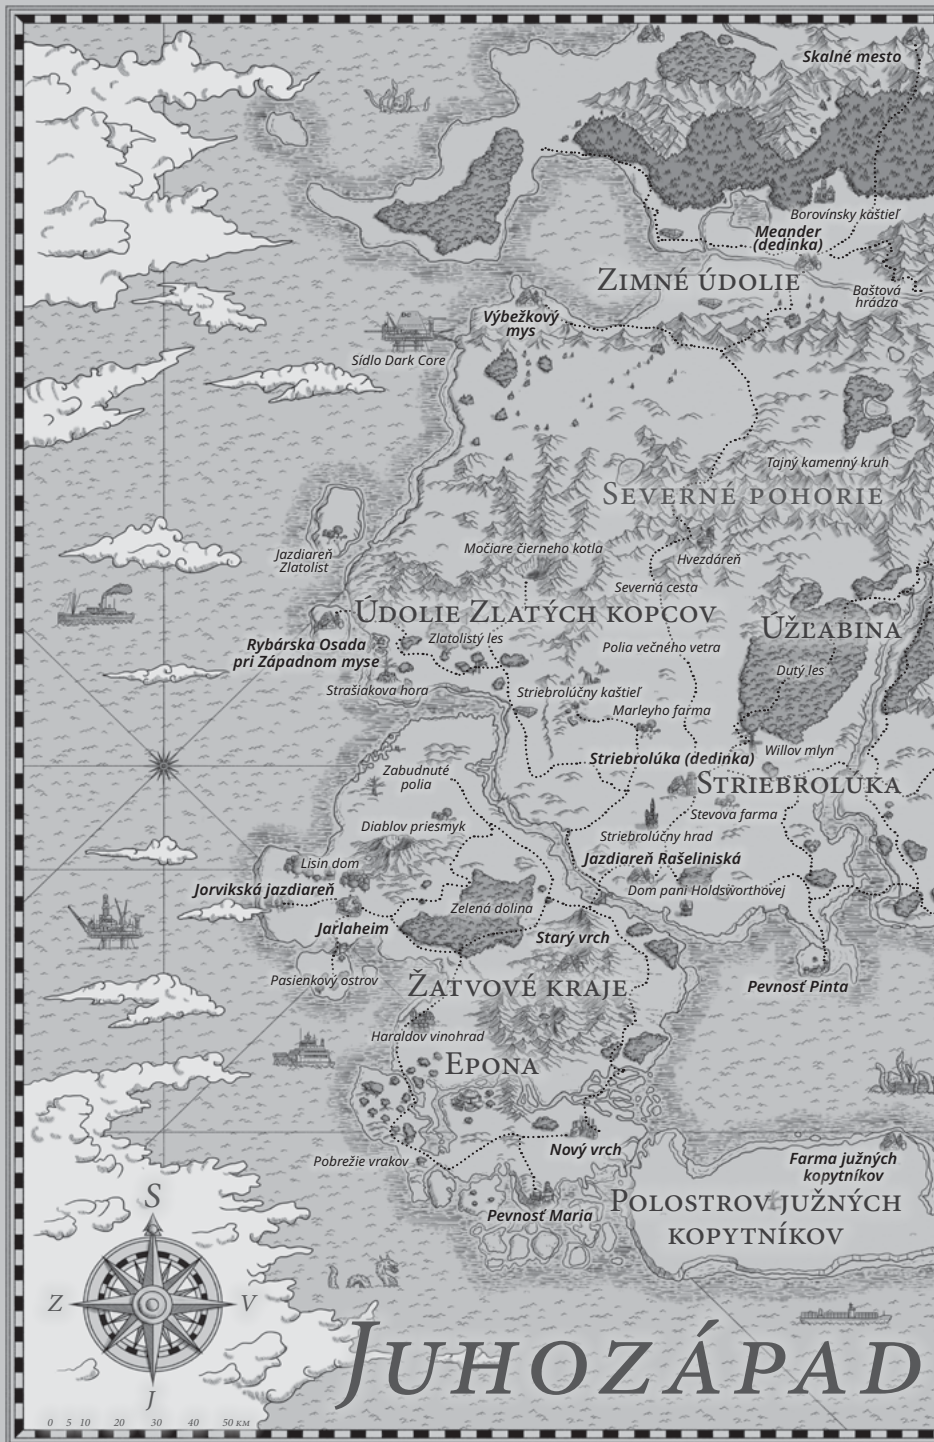 Skalné mesto
Borovínsky kaštieľ
Meander
(dedinka)
Zimné údolie
Baštová
hrádza
Výbežkový
mys
Sídlo Dark Core
Tajný kamenný kruh
Severné pohorie
Močiare čierneho kotla
Jazdiareň
Zlatolist
Hvezdáreň
Severná cesta
Údolie Zlatých kopcov
Úžľabina
Rybárska Osada
pri Západnom myse
Zlatolistý les
Polia večného vetra
Dutý les
Strašiakova hora
Striebrolúčny kaštieľ
Marleyho farma
Willov mlyn
Striebrolúka (dedinka)
Zabudnuté
polia
Striebrolúka
Stevova farma
Diablov priesmyk
Striebrolúčny hrad
Lisin dom
Jazdiareň Rašeliniská
Jorvikská jazdiareň
Dom pani Holdsworthovej
Zelená dolina
Jarlaheim
Starý vrch
Pasienkový ostrov
Žatvové kraje
Pevnosť Pinta
Haraldov vinohrad
Epona
Nový vrch
Pobrežie vrakov
Farma južných
kopytníkov
Pevnosť Maria
Polostrov južných
kopytníkov
S
Z
V
J
Juhozápad
0 5 10 20 30 40 50 km